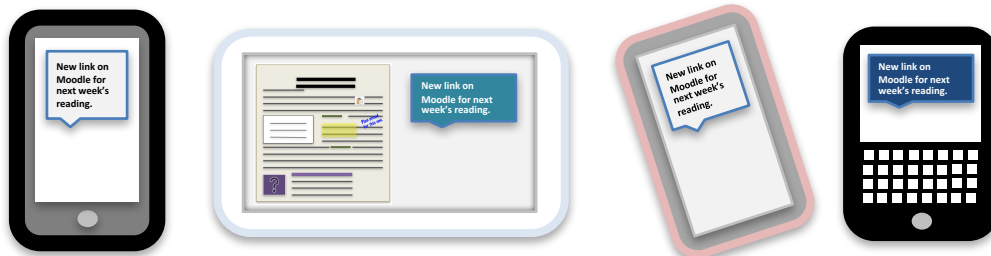 New link on
Moodle for
next week's
reading.
New link on
Moodle for next
week's reading.
?
New link on
Moodle for
next week's
reading.
New link on
Moodle for next
week's reading.